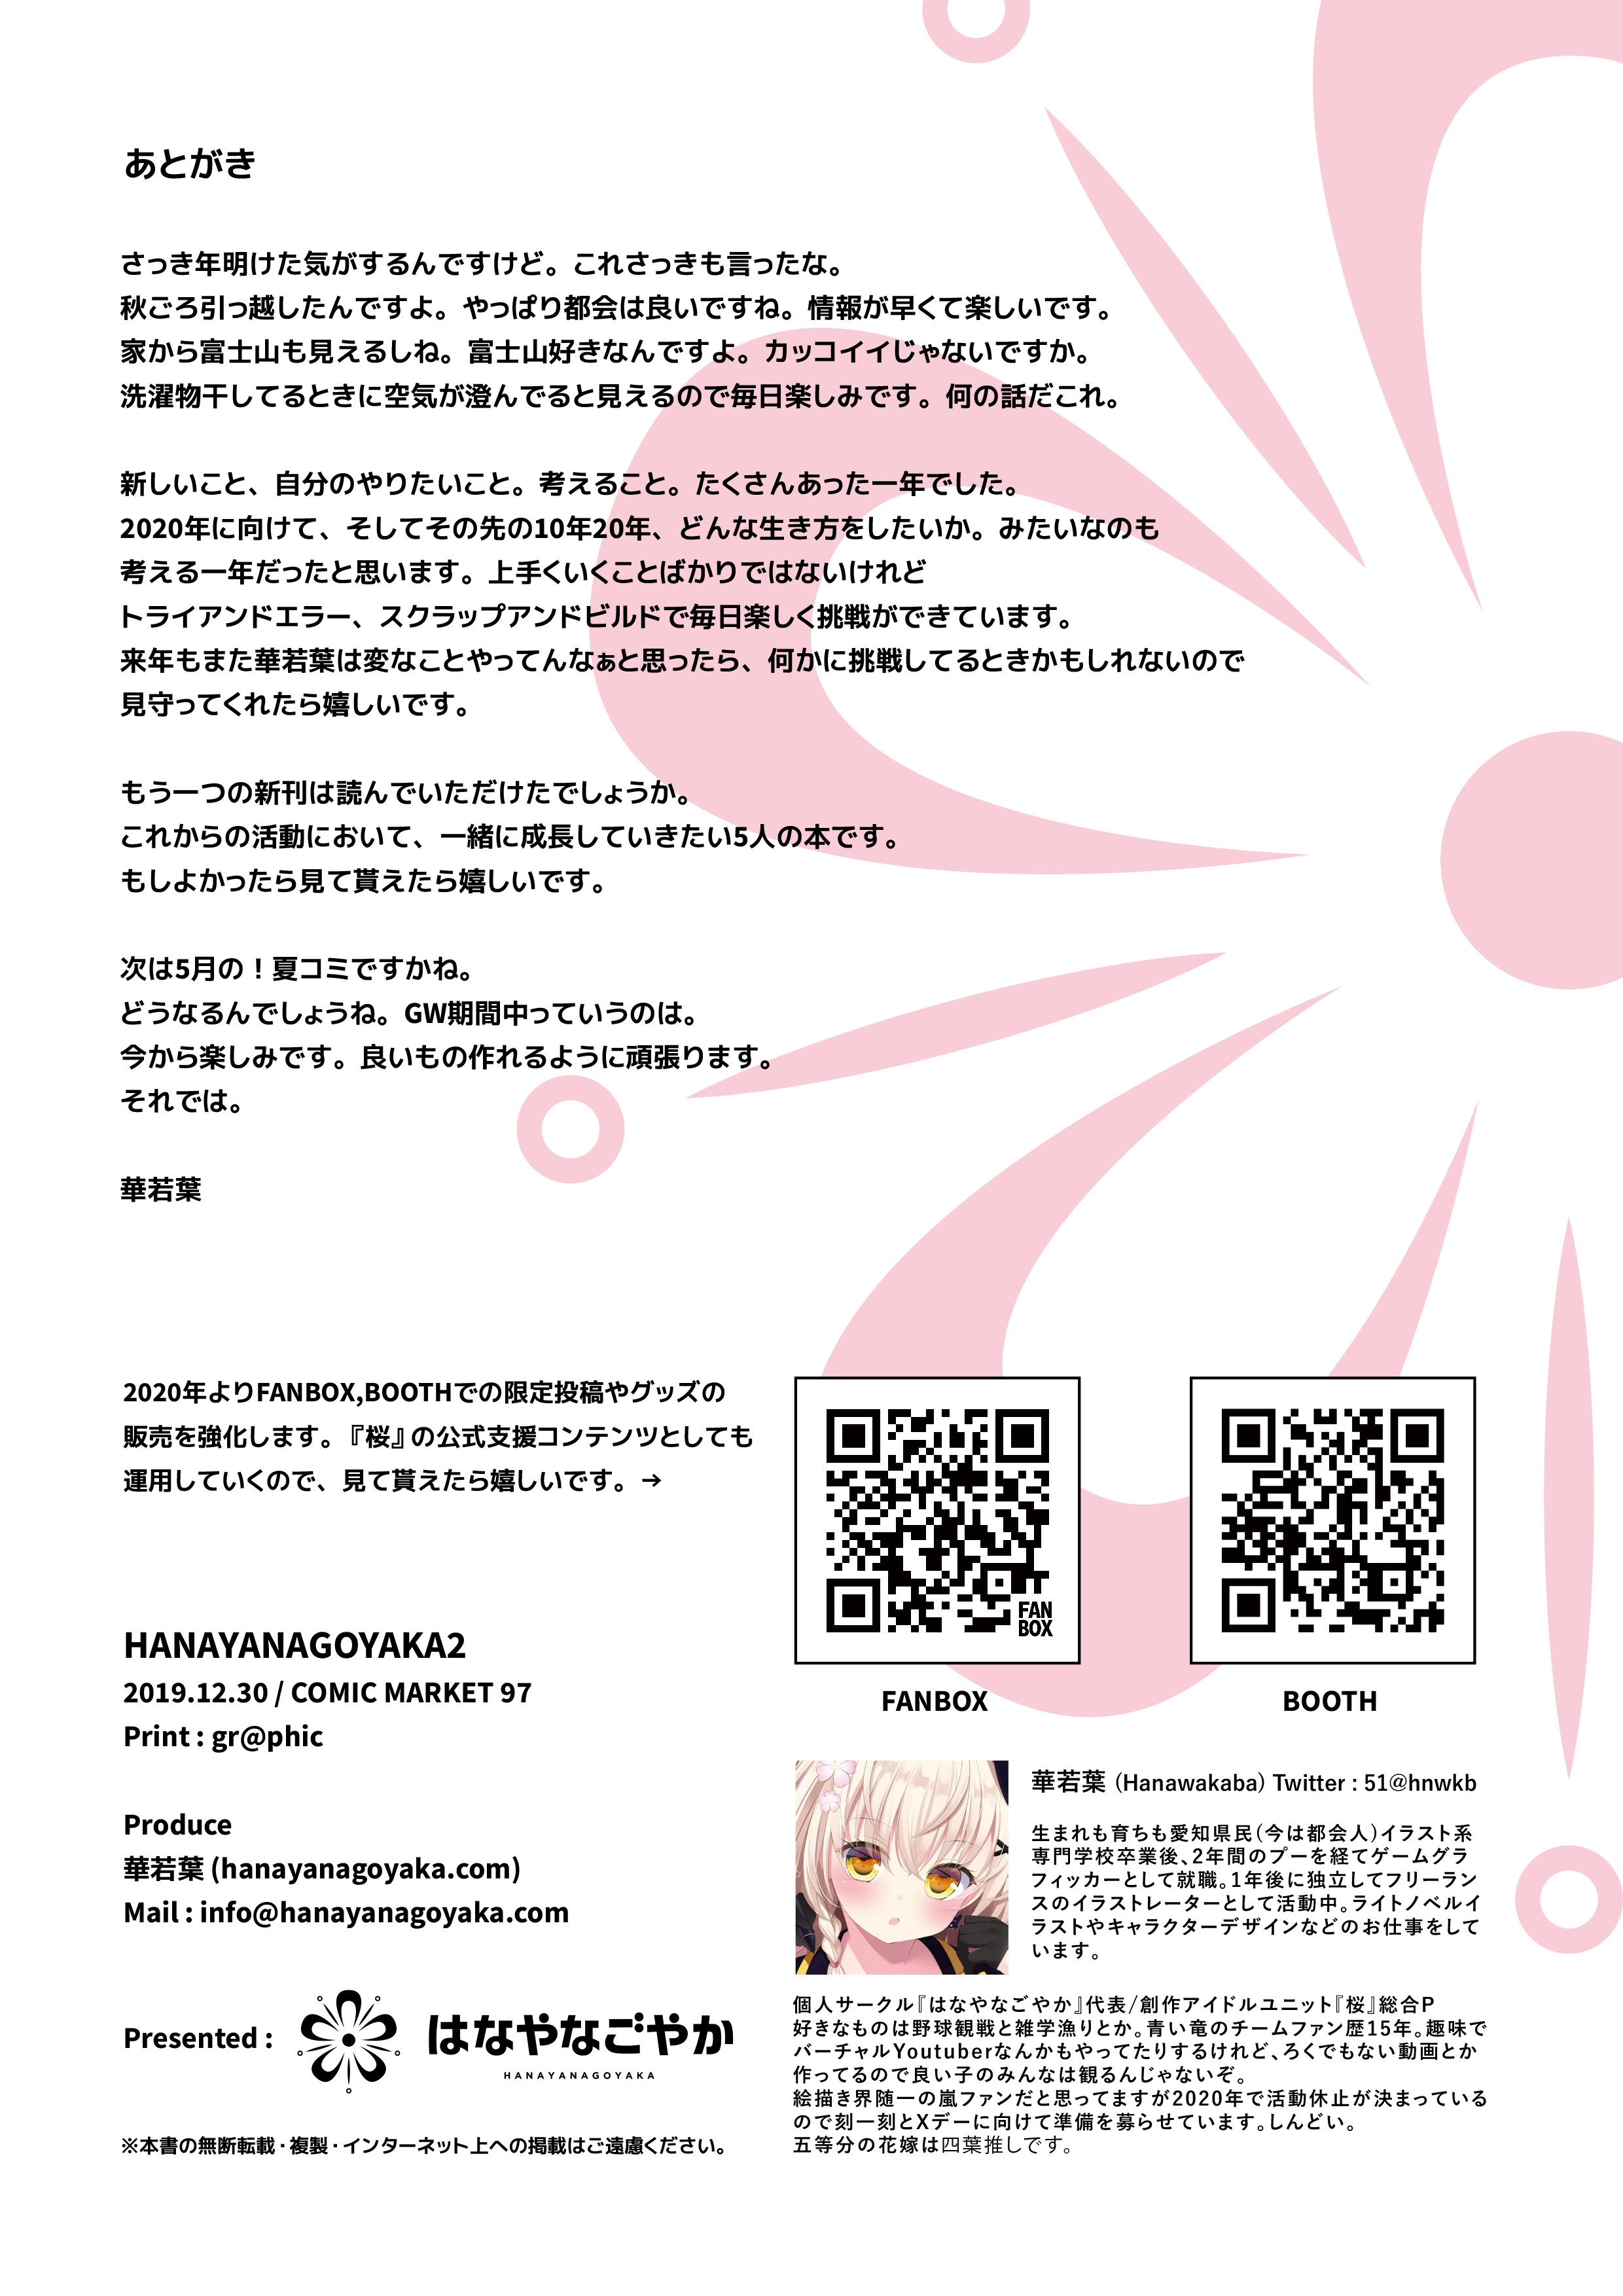 あとがき
さっき年明けた気がするんですけど。これさっきも言ったな。
秋ごろ引っ越したんですよ。やっぱり都会は良いですね。情報が早くて楽しいです。
家から富士山も見えるしね。富士山好きなんですよ。カッコイイじゃないですか。
洗濯物干してるときに空気が澄んでると見えるので毎日楽しみです。何の話だこれ。
新しいこと、自分のやりたいこと。考えること。たくさんあった一年でした。
2020年に向けて、そしてその先の10年20年、どんな生き方をしたいか。みたいなのも
考える一年だったと思います。上手くいくことばかりではないけれど
トライアンドエラー、スクラップアンドビルドで毎日楽しく挑戦ができています。
来年もまた華若葉は変なことやってんなぁと思ったら、何かに挑戦してるときかもしれないので
見守ってくれたら嬉しいです。
もう一つの新刊は読んでいただけたでしょうか。
これからの活動において、一緒に成長していきたい5人の本です。
もしよかったら見て貰えたら嬉しいです。
次は5月の！夏コミですかね。
どうなるんでしょうね。GW期間中っていうのは。
今から楽しみです。良いもの作れるように頑張ります。
それでは。
華若葉
2020年よりFANBOX,BOOTHでの限定投稿やグッズの
販売を強化します。『桜』の公式支援コンテンツとしても
運用していくので、見て貰えたら嬉しいです。→
FAN
BOX
FANBOX
BOOTH
HANAYANAGOYAKA2
2019.12.30 / COMIC MARKET 97
Print : gr@phic
Produce
華若葉 (hanayanagoyaka.com)
Mail : info@hanayanagoyaka.com
Presented :
はなやなごやか
HANAYANAGOYAKA
※本書の無断転載・複製・インターネット上への掲載はご遠慮ください。
華若葉（Hanawakaba）Twitter : 51@hnwkb
生まれも育ちも愛知県民(今は都会人)イラスト系
専門学校卒業後、2年間のプーを経てゲームグラ
フィッカーとして就職。1年後に独立してフリーラン
スのイラストレーターとして活動中。ライトノベルイ
ラストやキャラクターデザインなどのお仕事をして
います。
個人サークル『はなやなごやか』代表/創作アイドルユニット『桜』総合P
好きなものは野球観戦と雑学漁りとか。青い竜のチームファン歴15年。趣味で
バーチャルYoutuberなんかもやってたりするけれど、ろくでもない動画とか
作ってるので良い子のみんなは観るんじゃないぞ。
絵描き界随一の嵐ファンだと思ってますが2020年で活動休止が決まっている
ので刻一刻とXデーに向けて準備を募らせています。しんどい。
五等分の花嫁は四葉推しです。